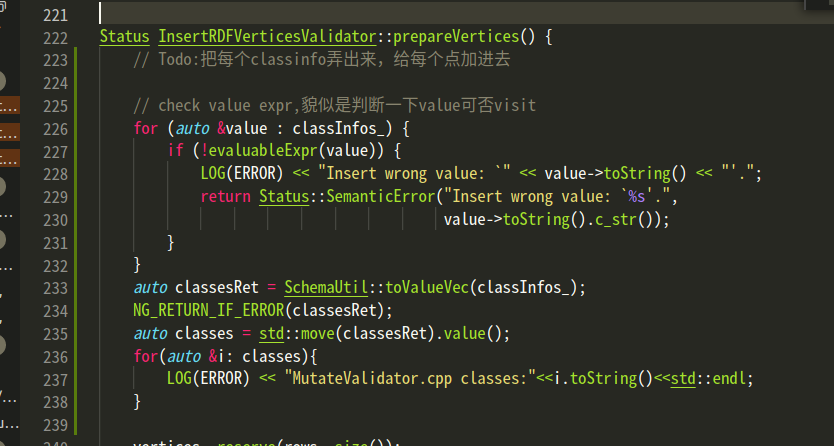 221
222 Status InsertRDFVerticesValidator::prepareVertices() {
223 // Todo:把每个classinfo弄出来，给每个点加进去
224
225 // check value expr,貌似是判断一下value可否visit
226 for (auto &value : classInfos_) {
227 if (!evaluableExpr(value)) {
228 LOG(ERROR) << "Insert wrong value: `" << value->toString() << "'.";
229 return Status::SemanticError("Insert wrong value: `%s'.",
230 value->toString().c_str());
231 }
232 }
233 auto classesRet = SchemaUtil::toValueVec(classInfos_);
234 NG_RETURN_IF_ERROR(classesRet);
235 auto classes = std::move(classesRet).value();
236 for(auto &i: classes){
237 LOG(ERROR) << "MutateValidator.cpp classes:"<<i.toString()<<std::endl;
238 }
239